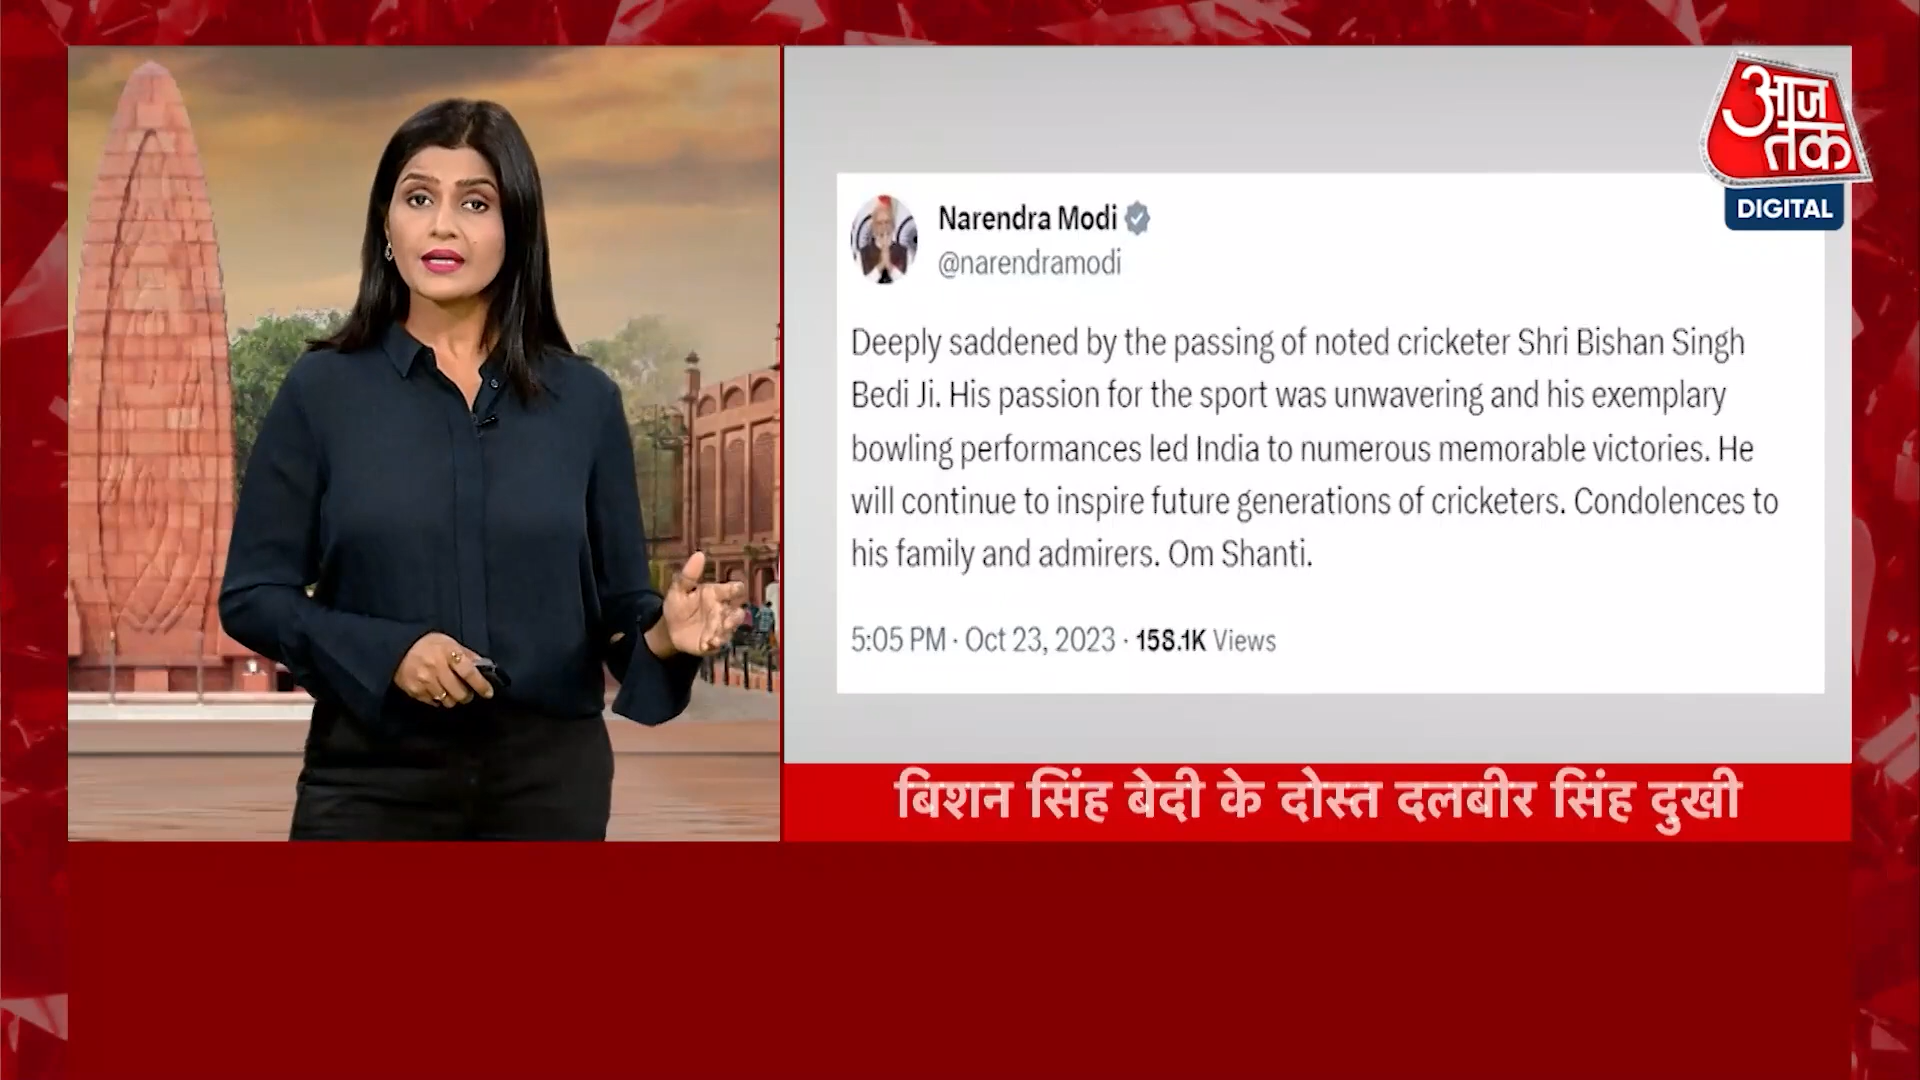 आज
तक
DIGITAL
Narendra Modi
@narendramodi
Deeply saddened by the passing of noted cricketer Shri Bishan Singh
Bedi Ji. His passion for the sport was unwavering and his exemplary
bowling performances led India to numerous memorable victories. He
will continue to inspire future generations of cricketers. Condolences to
his family and admirers. Om Shanti.
5:05 PM · Oct 23, 2023 · 158.1K Views
बिशन सिंह बेदी के दोस्त दलबीर सिंह दुखी